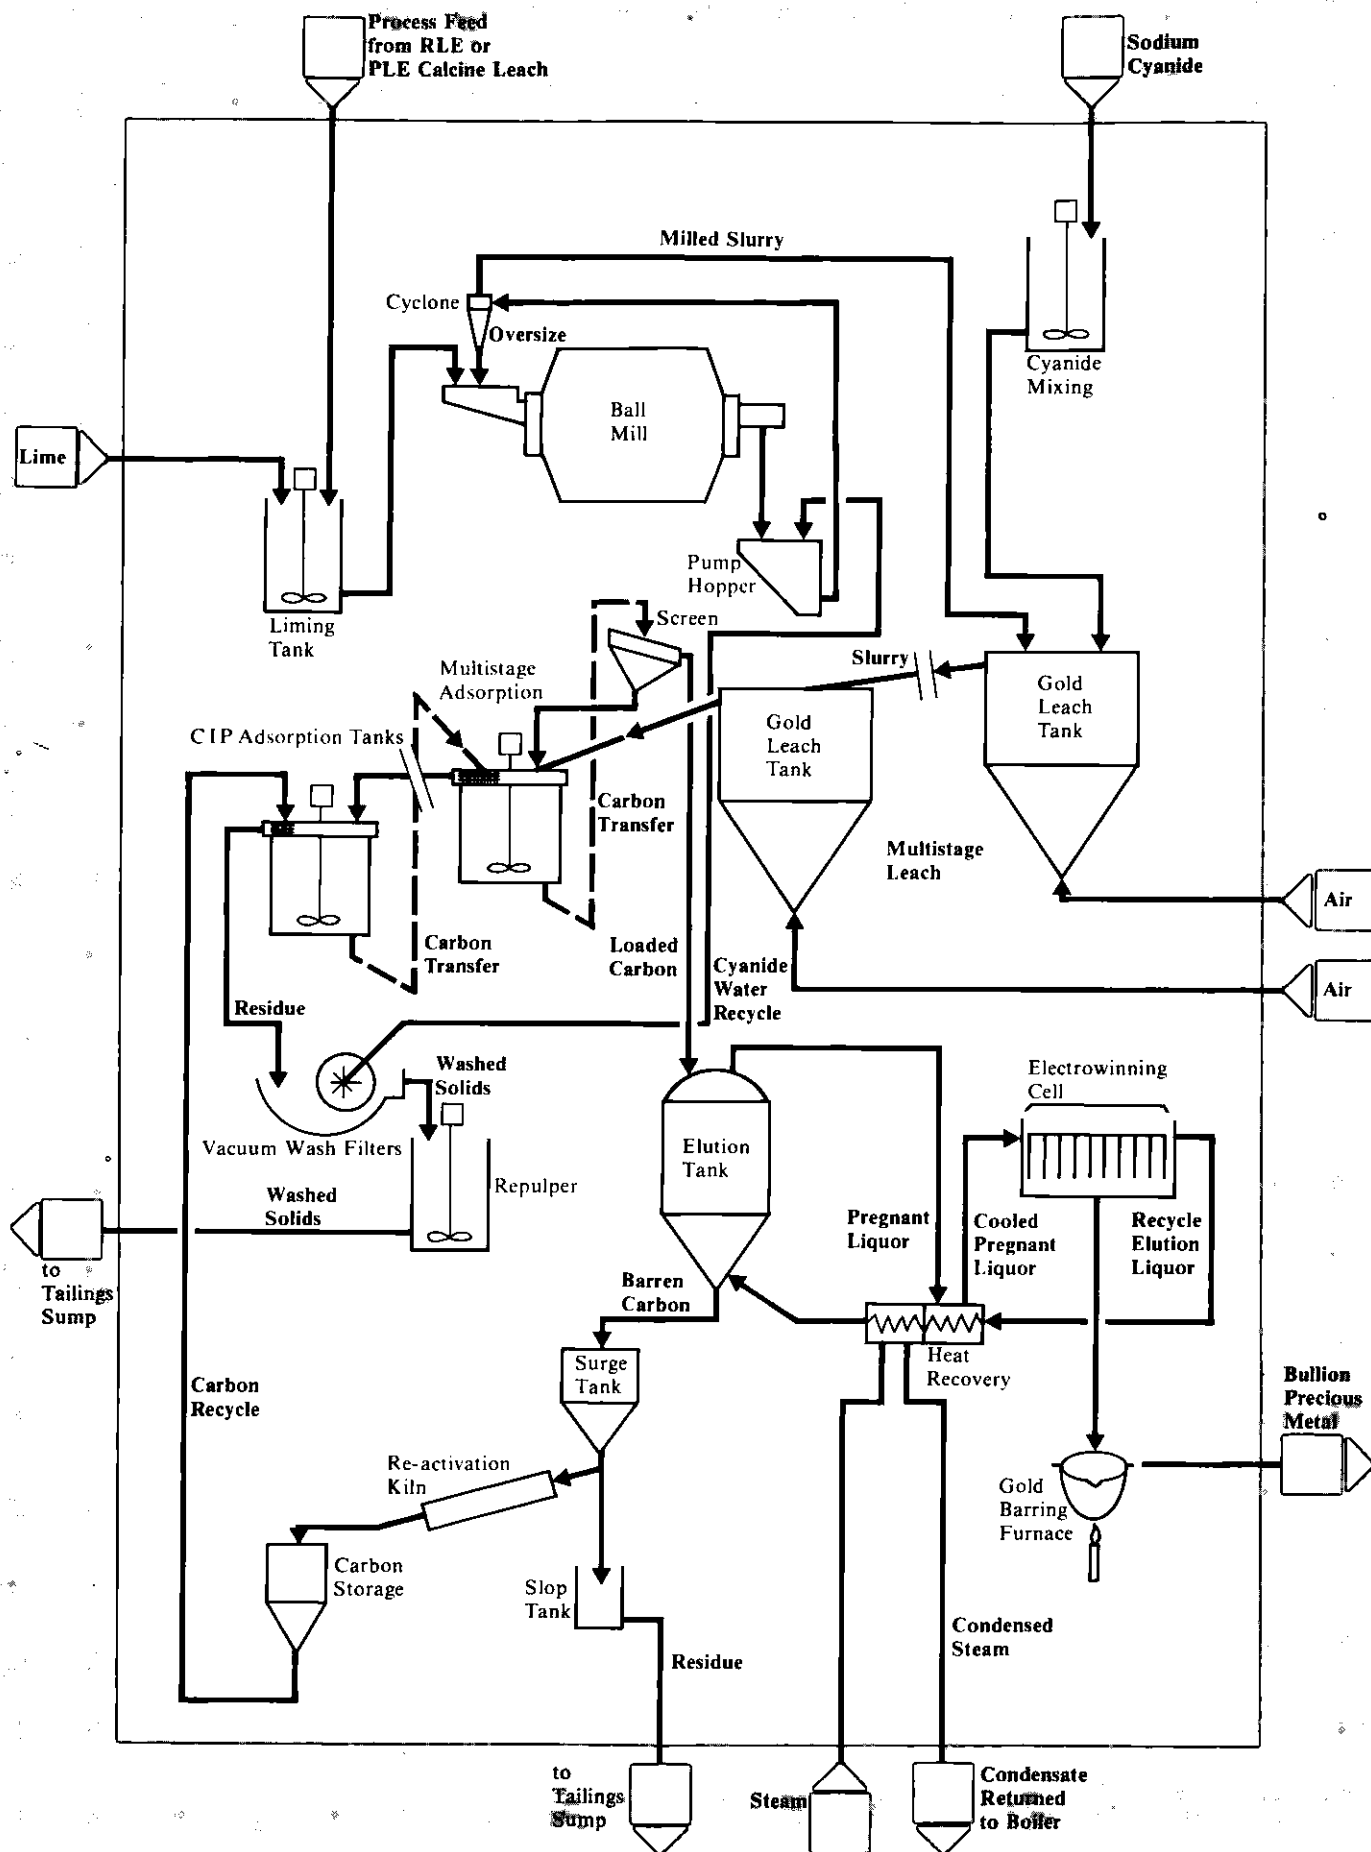 Process Feed
from RLE or
PLE Calcine Leach
Sodium
Cyanide
Milled Slurry
Cyclone
Oversize
Cyanide
Mixing
Ball
Mill
Lime
Pump
Hopper
Liming
Tank
Screen
Slurry
Multistage
Adsorption
Gold
Leach
Tank
Gold
Leach
Tank
CIP Adsorption Tanks
Carbon
Transfer
Multistage
Leach
Air
Carbon
Transfer
Loaded
Carbon
Cyanide
Water
Recycle
Air
Residue
Washed
Solids
Electrowinning
Cell
Vacuum Wash Filters
Elution
Tank
Repulper
Washed
Solids
Pregnant
Liquor
Cooled
Pregnant
Liquor
Recycle
Elution
Liquor
to
Tailings
Sump
Barren
Carbon
Surge
Tank
Heat
Recovery
Carbon
Recycle
Bullion
Precious
Metal
Re-activation
Kiln
Gold
Barring
Furnace
Carbon
Storage
Slop
Tank
Condensed
Steam
Residue
to
Tailings
Sump
Steam
Condensate
Returned
to Boiler